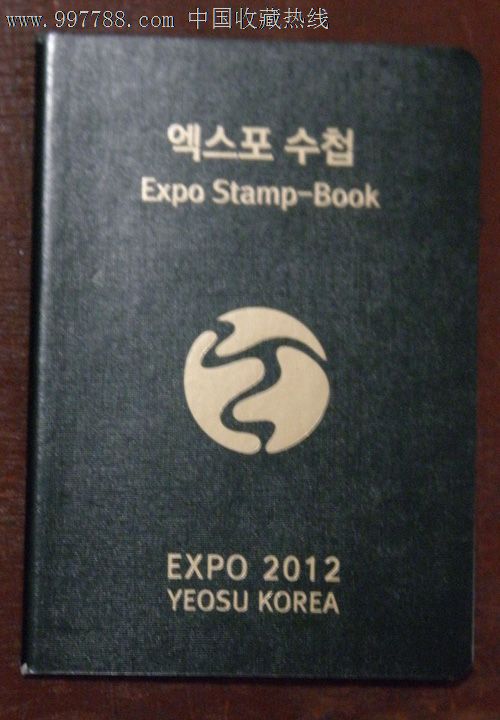 www.997788.com 中国收藏热线
엑스포 수첩
Expo Stamp-Book
EXPO 2012
YEOSU KOREA